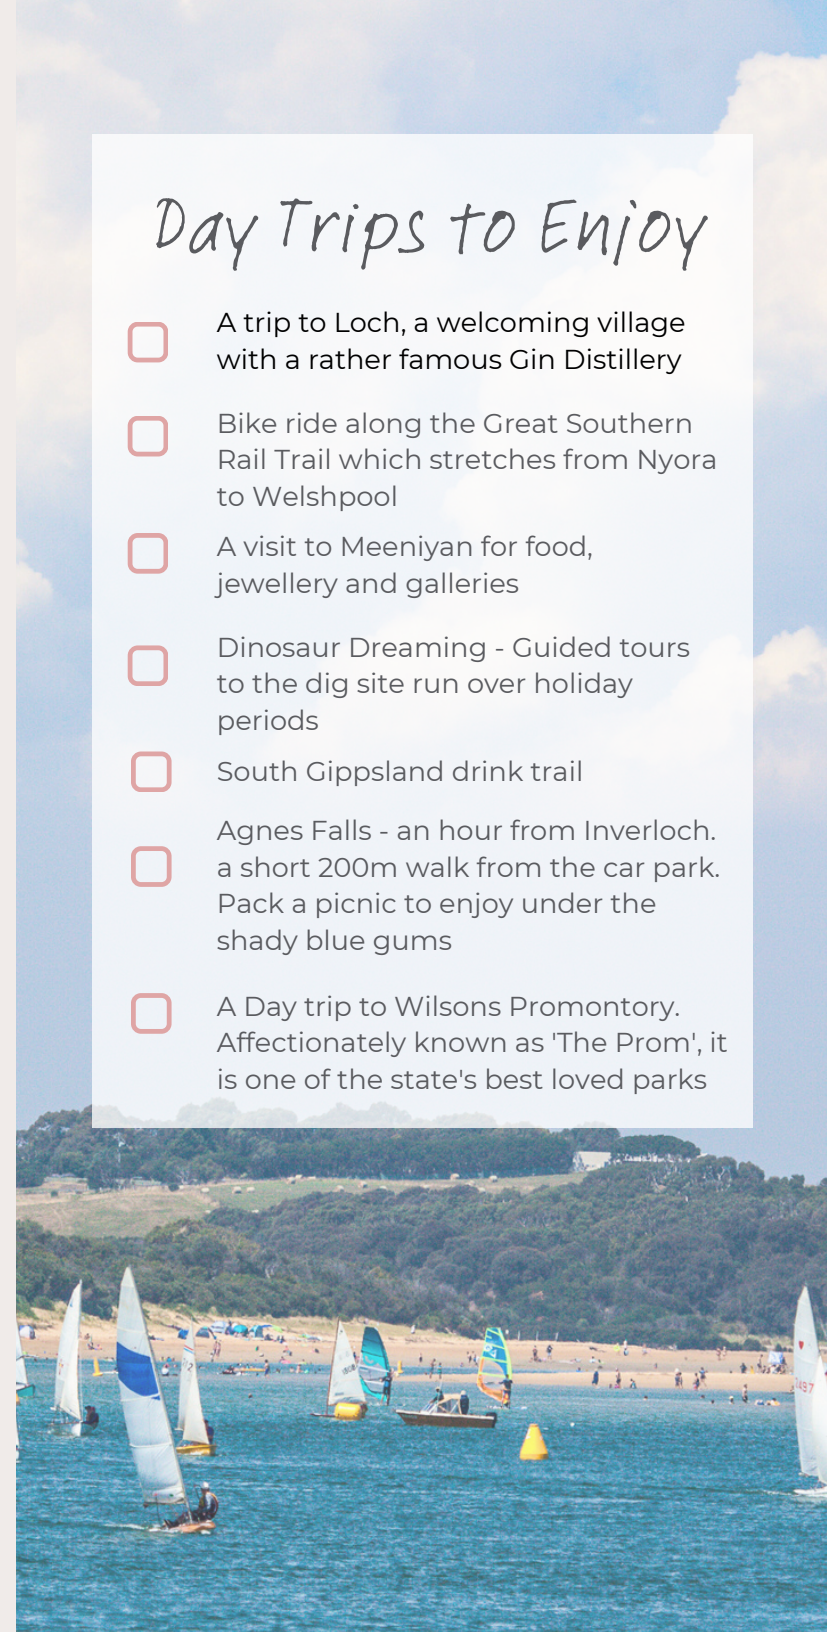 Day Trips to Enjoy
A trip to Loch, a welcoming village
with a rather famous Gin Distillery
Bike ride along the Great Southern
Rail Trail which stretches from Nyora
to Welshpool
A visit to Meeniyan for food,
jewellery and galleries
Dinosaur Dreaming - Guided tours
to the dig site run over holiday
periods
South Gippsland drink trail
Agnes Falls - an hour from Inverloch.
a short 200m walk from the car park.
Pack a picnic to enjoy under the
shady blue gums
A Day trip to Wilsons Promontory.
Affectionately known as 'The Prom', it
is one of the state's best loved parks